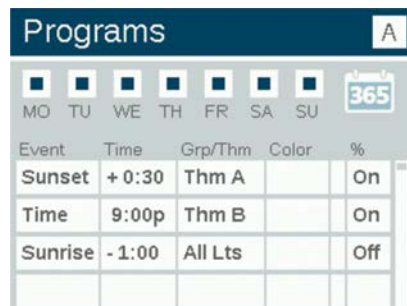 Programs A
365
MO TU WE TH FR SA SU
Event Time Grp/Thm Color %
Sunset + 0:30 Thm A On
Time 9:00p Thm B On
Sunrise - 1:00 All Lts Off